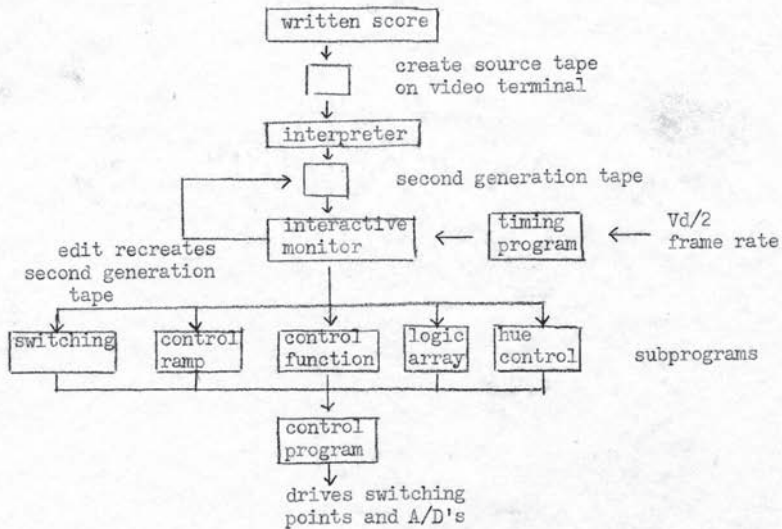 written score
create source tape
on video terminal
interpreter
second generation tape
interactive
monitor
timing
program
Vd/2
frame rate
edit recreates
second generation
tape
switching
control
ramp
control
function
logic
array
hue
control
subprograms
control
program
drives switching
points and A/D's